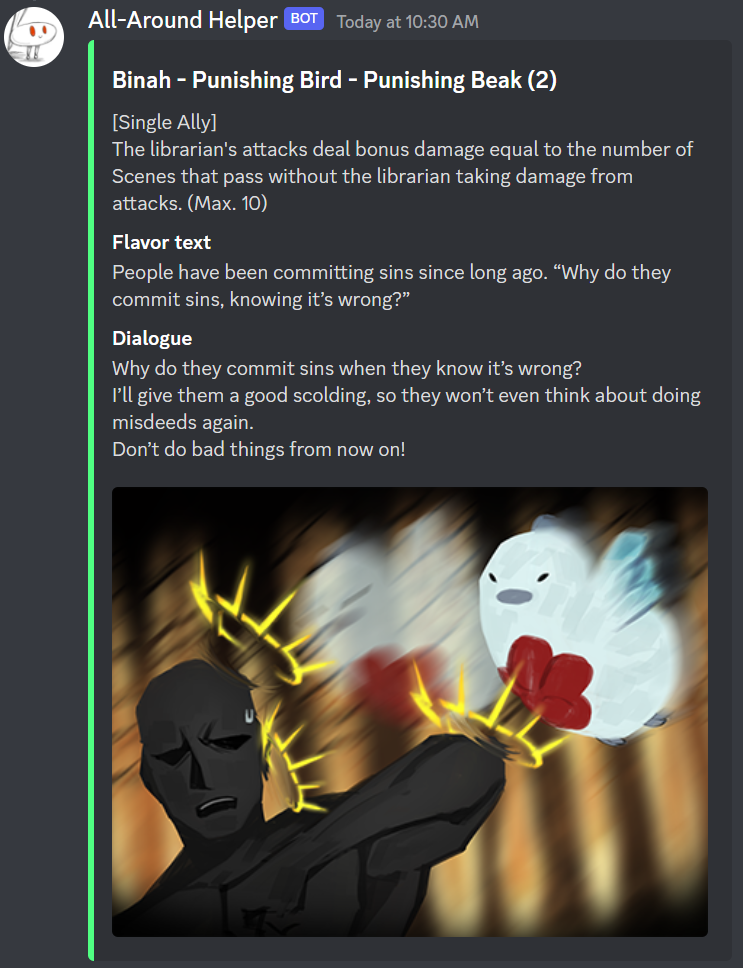 All-Around Helper BOT Today at 10:30 AM
Binah - Punishing Bird - Punishing Beak (2)
[Single Ally]
The librarian's attacks deal bonus damage equal to the number of
Scenes that pass without the librarian taking damage from
attacks. (Max. 10)
Flavor text
People have been committing sins since long ago. “Why do they
commit sins, knowing it’s wrong?”
Dialogue
Why do they commit sins when they know it’s wrong?
I’ll give them a good scolding, so they won’t even think about doing
misdeeds again.
Don’t do bad things from now on!